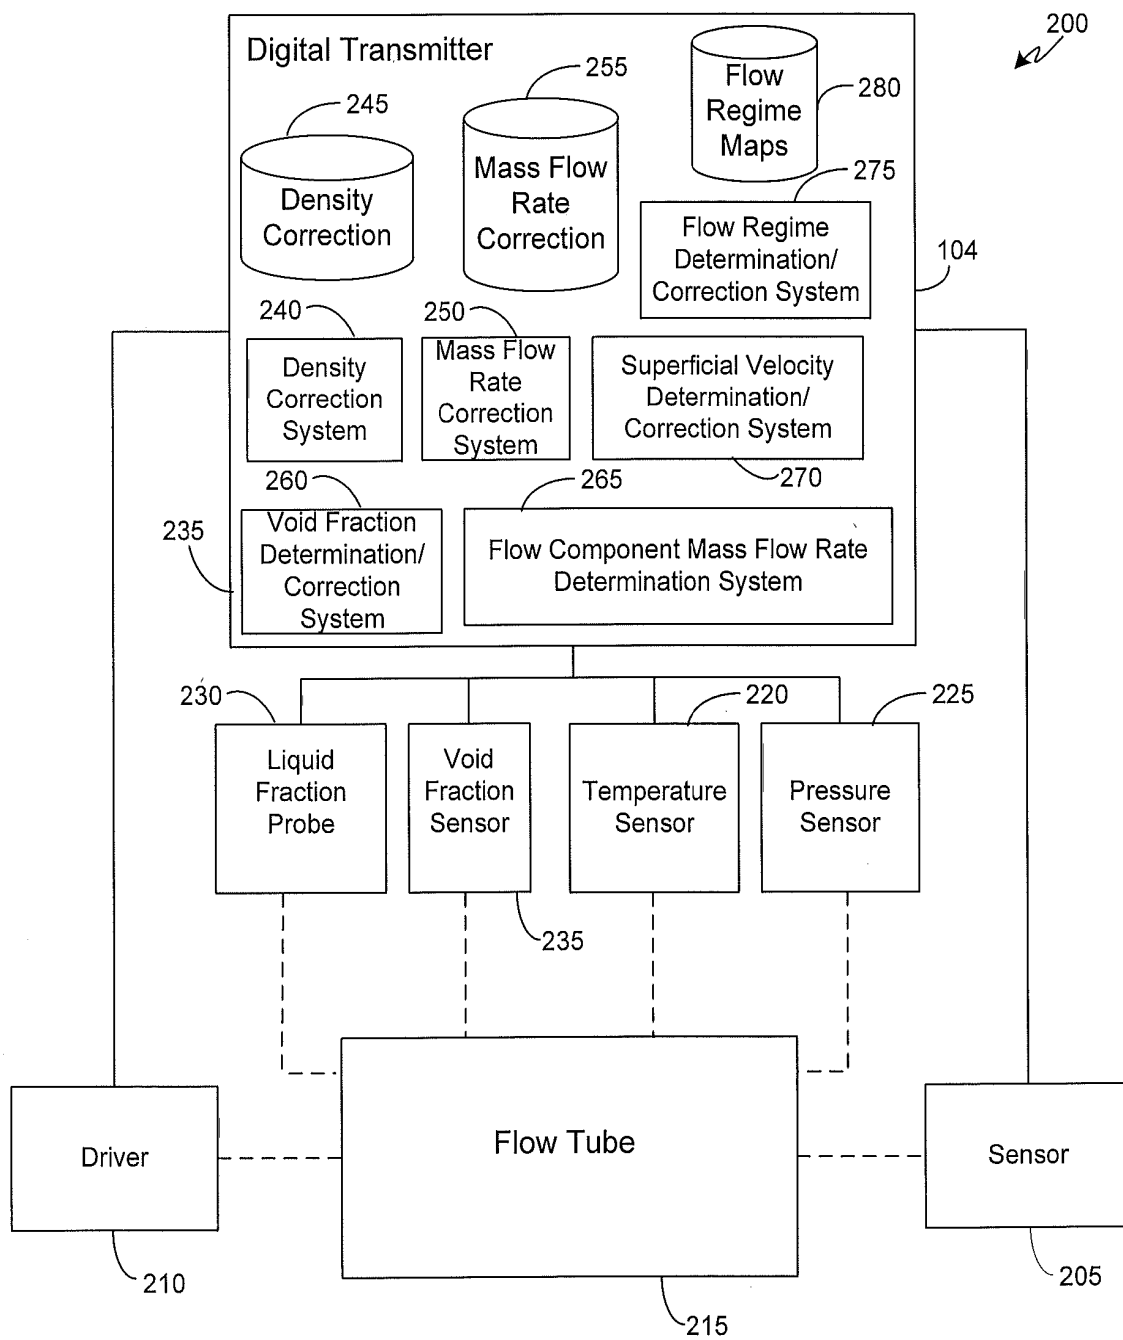 200
Digital Transmitter
245
255
Flow
Regime
Maps
280
Density
Correction
Mass Flow
Rate
Correction
275
Flow Regime
Determination/
Correction System
104
240
250
Density
Correction
System
Mass Flow
Rate
Correction
System
Superficial Velocity
Determination/
Correction System
270
260
265
235
Void Fraction
Determination/
Correction
System
Flow Component Mass Flow Rate
Determination System
230
220
225
Liquid
Fraction
Probe
Void
Fraction
Sensor
Temperature
Sensor
Pressure
Sensor
235
Driver
Flow Tube
Sensor
210
215
205